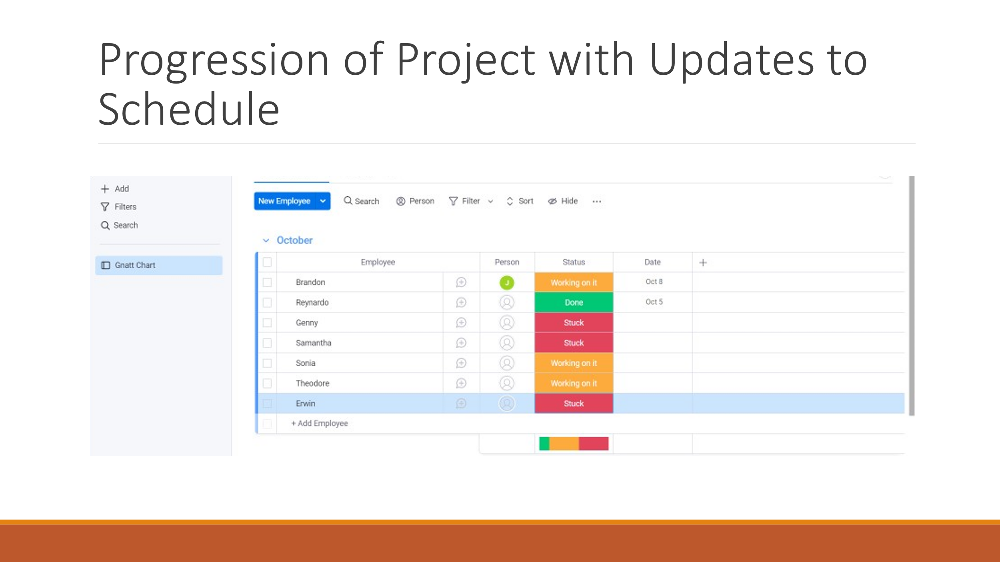 Progression of Project with Updates to
Schedule
Add
Filters
Search
Gnatt Chart
New Employee Search Person Filter Sort Hide ...
October
Employee Person Status Date +
Brandon J Working on it Oct 8
Reynardo Done Oct 5
Genny Stuck
Samantha Stuck
Sonia Working on it
Theodore Working on it
Erwin Stuck
+ Add Employee